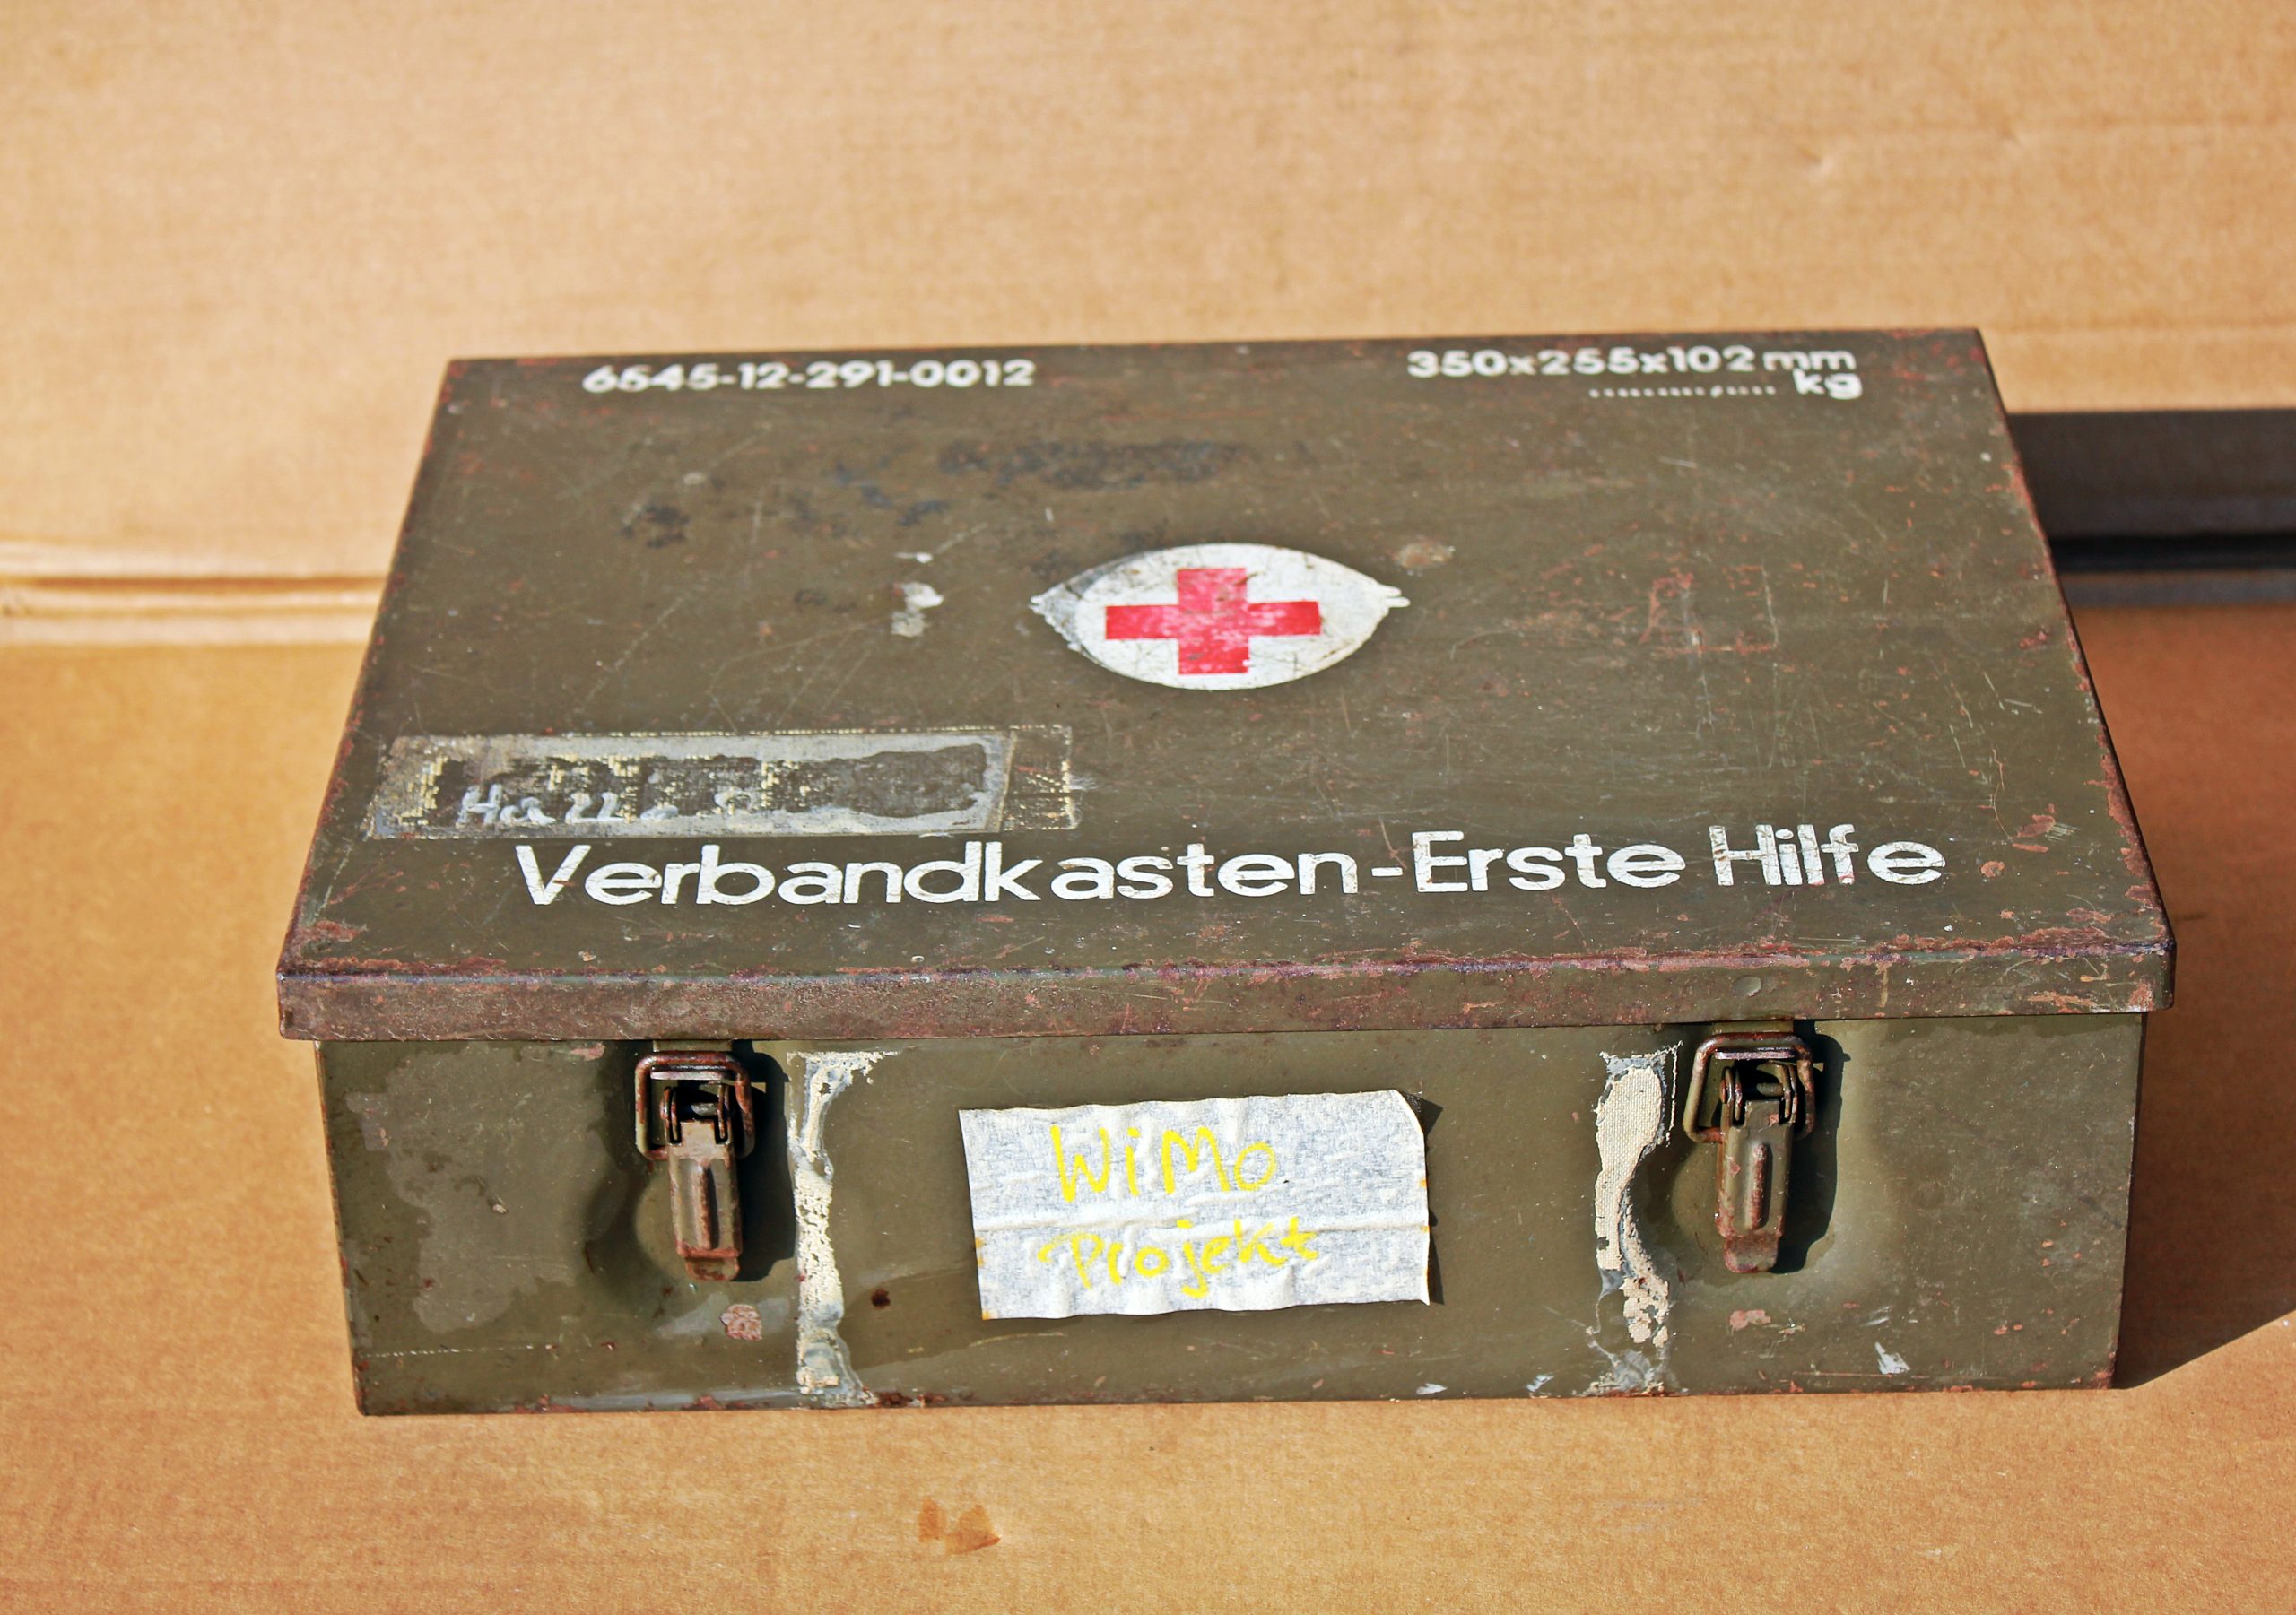 6545-12-291-0012
350x255x102 mm
kg
Verbandkasten-Erste Hilfe
WiMo
Projekt